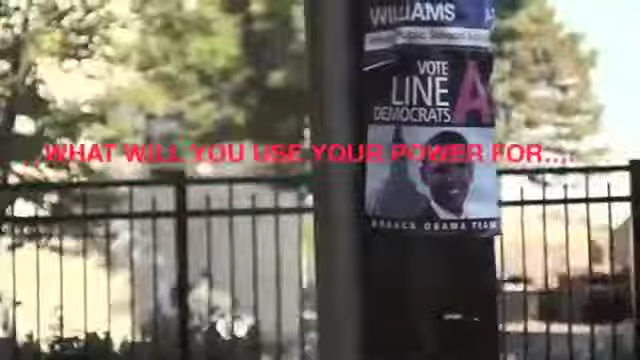 WILLIAMS
VOTE
LINE A
DEMOCRATS
...WHAT WILL YOU USE YOUR POWER FOR....
BARACK OBAMA TEAM